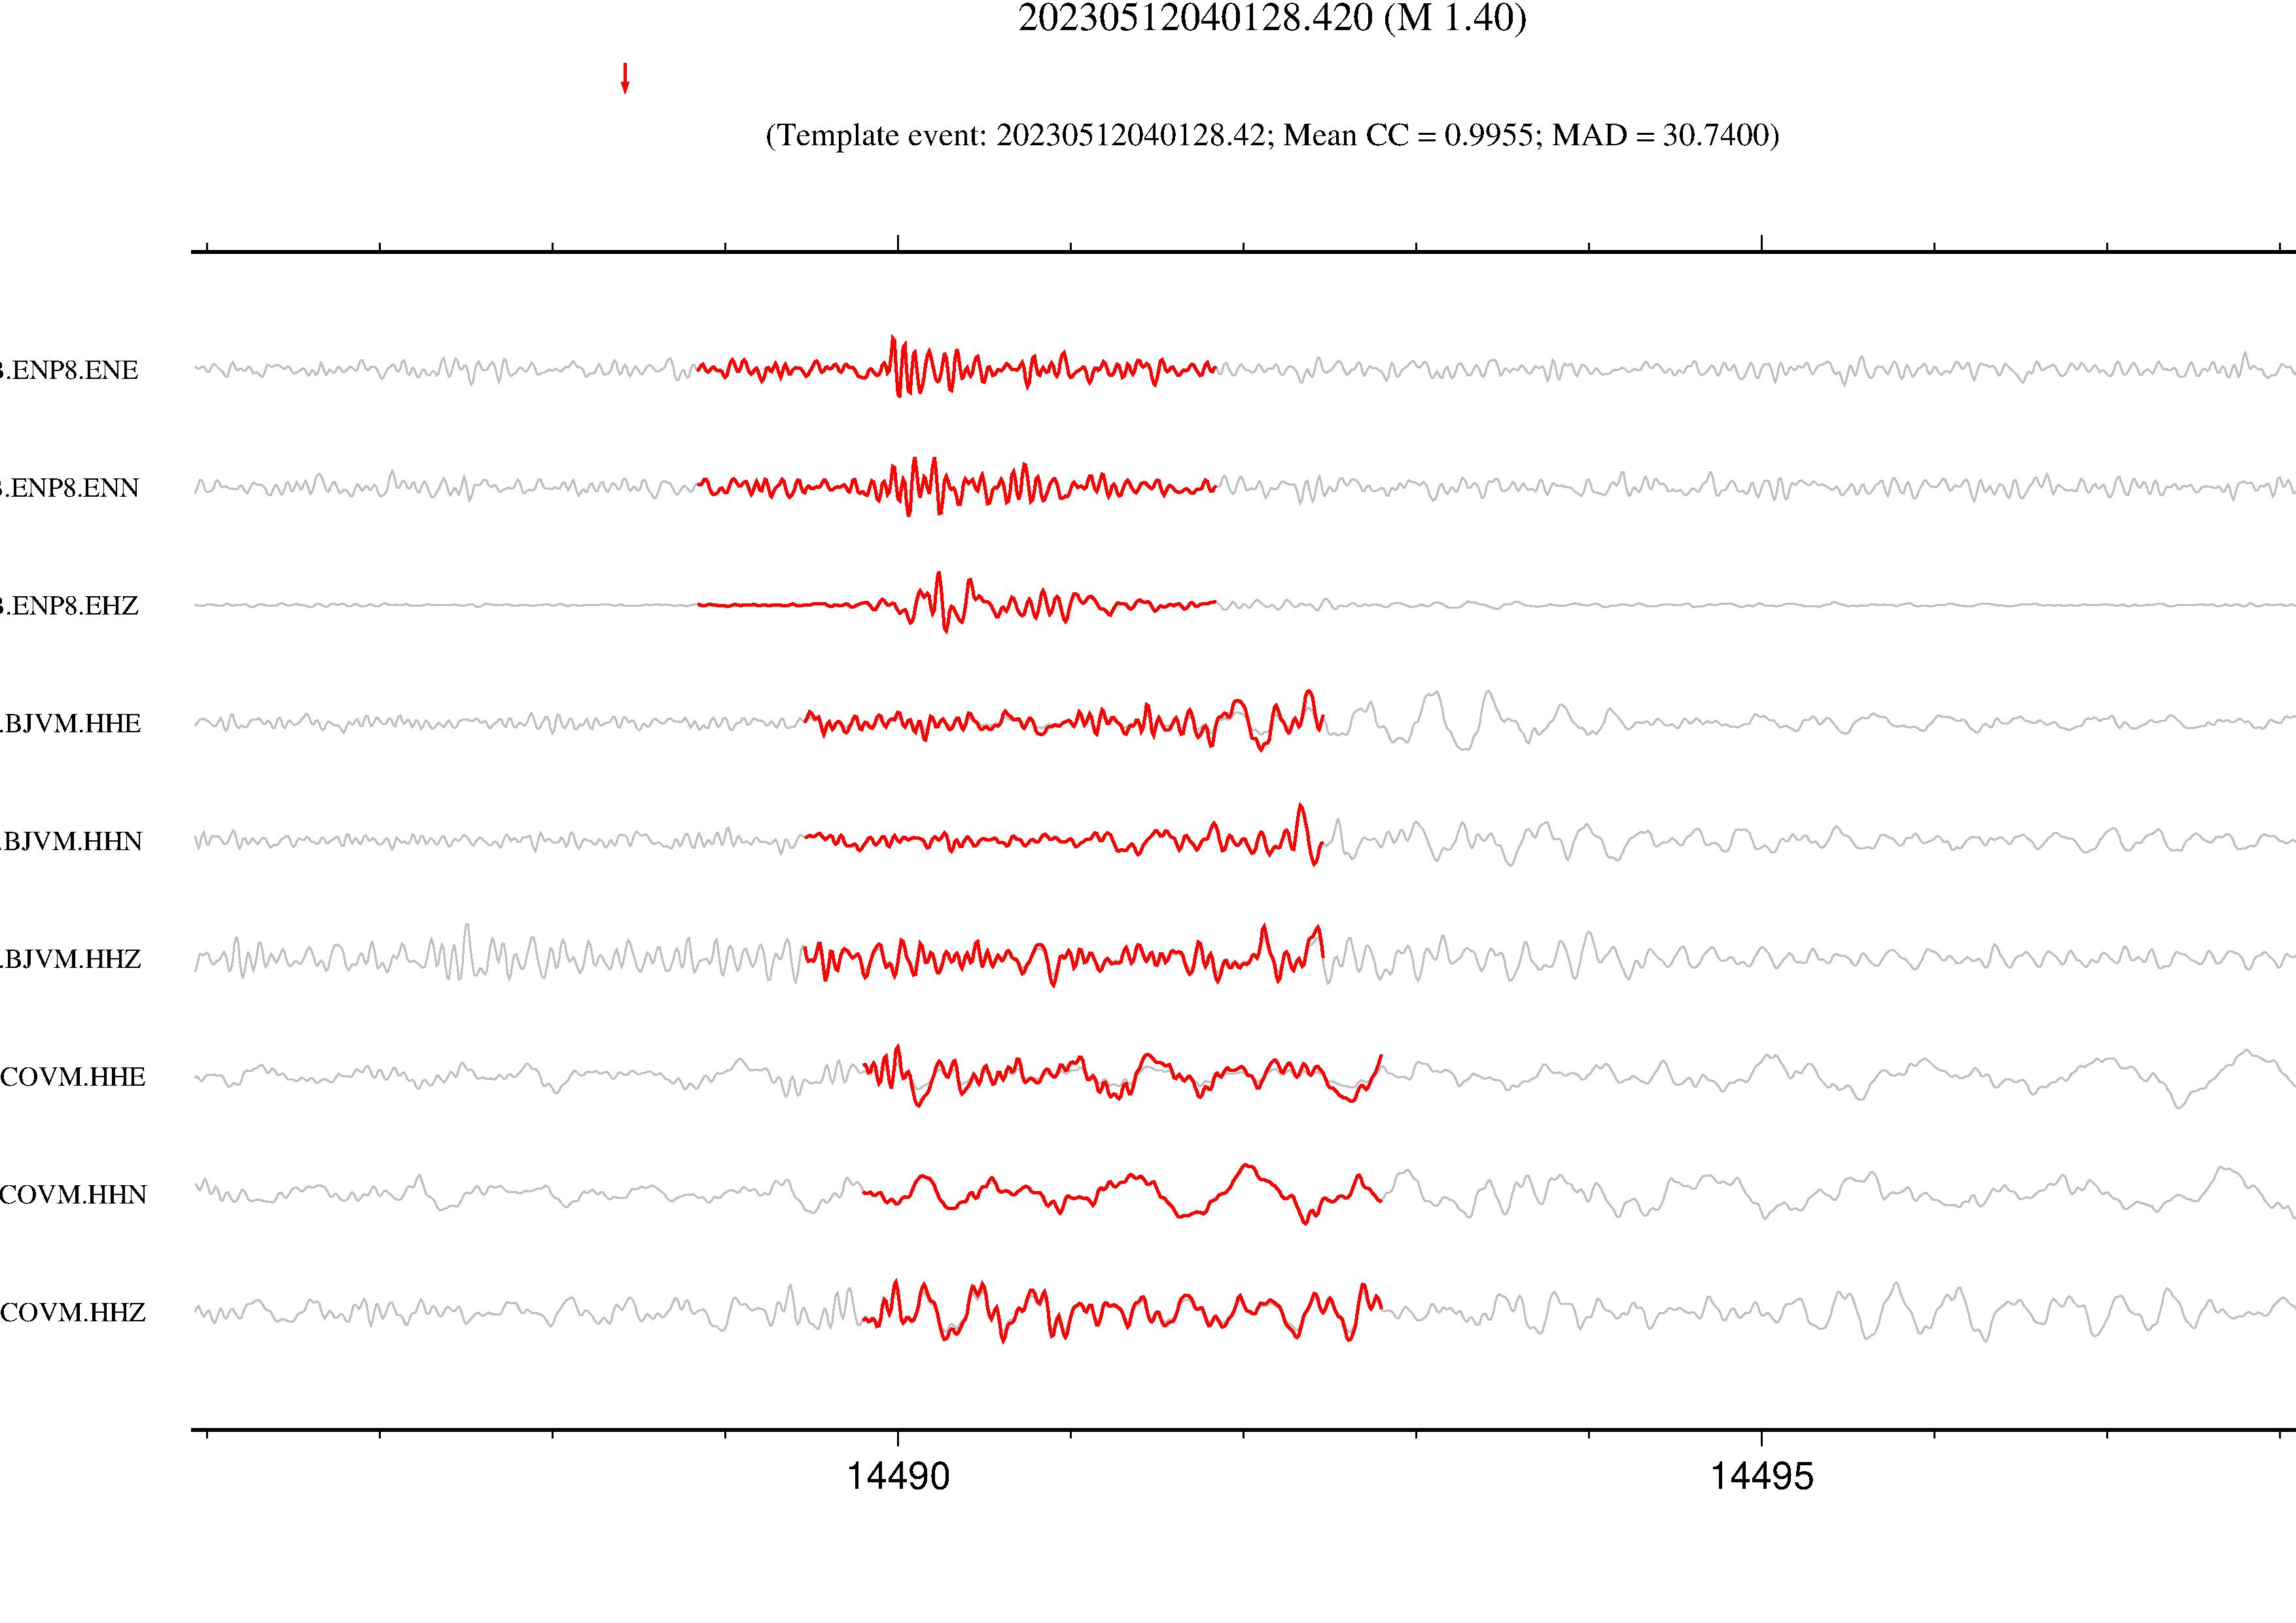 20230512040128.420 (M 1.40)
(Template event: 20230512040128.42; Mean CC = 0.9955; MAD = 30.7400)
.ENP8.ENE
.ENP8.ENN
.ENP8.EHZ
.BJVM.HHE
.BJVM.HHN
.BJVM.HHZ
COVM.HHE
COVM.HHN
COVM.HHZ
14490 14495